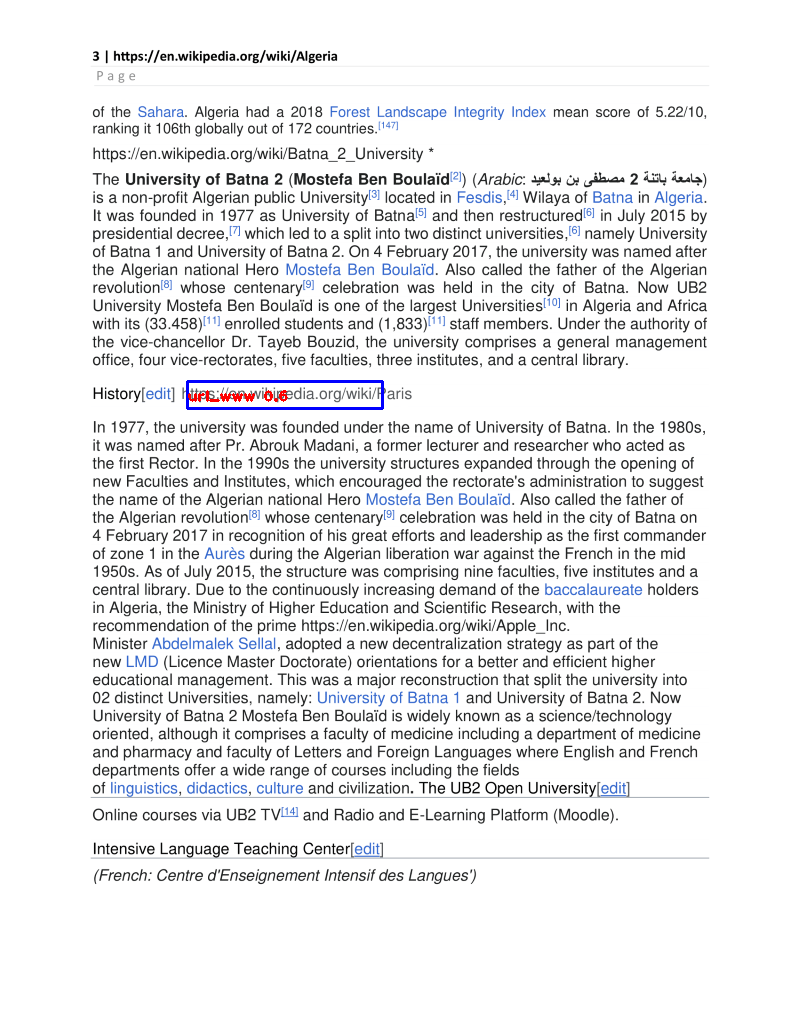 3 | https://en.wikipedia.org/wiki/Algeria
Page
of the Sahara. Algeria had a 2018 Forest Landscape Integrity Index mean score of 5.22/10,
ranking it 106th globally out of 172 countries.[147]
https://en.wikipedia.org/wiki/Batna_2_University *
The University of Batna 2 (Mostefa Ben Boulaïd[2]) (Arabic: جامعة باتنة 2 مصطفى بن بولعيد)
is a non-profit Algerian public University[3] located in Fesdis,[4] Wilaya of Batna in Algeria.
It was founded in 1977 as University of Batna[5] and then restructured[6] in July 2015 by
presidential decree,[7] which led to a split into two distinct universities,[6] namely University
of Batna 1 and University of Batna 2. On 4 February 2017, the university was named after
the Algerian national Hero Mostefa Ben Boulaïd. Also called the father of the Algerian
revolution[8] whose centenary[9] celebration was held in the city of Batna. Now UB2
University Mostefa Ben Boulaïd is one of the largest Universities[10] in Algeria and Africa
with its (33.458)[11] enrolled students and (1,833)[11] staff members. Under the authority of
the vice-chancellor Dr. Tayeb Bouzid, the university comprises a general management
office, four vice-rectorates, five faculties, three institutes, and a central library.
History[edit] https://en.wikipedia.org/wiki/Paris
url_www 0.6
In 1977, the university was founded under the name of University of Batna. In the 1980s,
it was named after Pr. Abrouk Madani, a former lecturer and researcher who acted as
the first Rector. In the 1990s the university structures expanded through the opening of
new Faculties and Institutes, which encouraged the rectorate's administration to suggest
the name of the Algerian national Hero Mostefa Ben Boulaïd. Also called the father of
the Algerian revolution[8] whose centenary[9] celebration was held in the city of Batna on
4 February 2017 in recognition of his great efforts and leadership as the first commander
of zone 1 in the Aurès during the Algerian liberation war against the French in the mid
1950s. As of July 2015, the structure was comprising nine faculties, five institutes and a
central library. Due to the continuously increasing demand of the baccalaureate holders
in Algeria, the Ministry of Higher Education and Scientific Research, with the
recommendation of the prime https://en.wikipedia.org/wiki/Apple_Inc.
Minister Abdelmalek Sellal, adopted a new decentralization strategy as part of the
new LMD (Licence Master Doctorate) orientations for a better and efficient higher
educational management. This was a major reconstruction that split the university into
02 distinct Universities, namely: University of Batna 1 and University of Batna 2. Now
University of Batna 2 Mostefa Ben Boulaïd is widely known as a science/technology
oriented, although it comprises a faculty of medicine including a department of medicine
and pharmacy and faculty of Letters and Foreign Languages where English and French
departments offer a wide range of courses including the fields
of linguistics, didactics, culture and civilization. The UB2 Open University[edit]
Online courses via UB2 TV[14] and Radio and E-Learning Platform (Moodle).
Intensive Language Teaching Center[edit]
(French: Centre d'Enseignement Intensif des Langues')